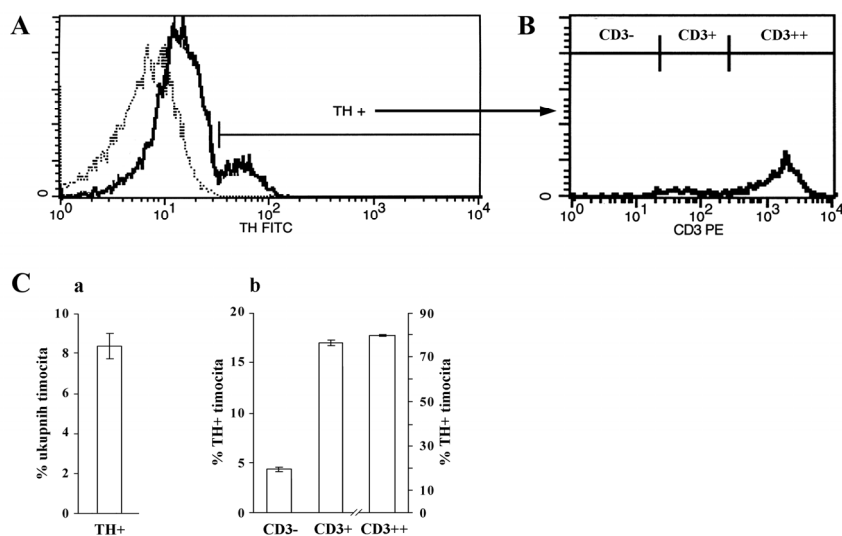 A
TH +
0
10⁰ 10¹ 10² 10³ 10⁴
TH FITC
B
CD3- CD3+ CD3++
0
10⁰ 10¹ 10² 10³ 10⁴
CD3 PE
C
a
10
8
6
4
2
0
% ukupnih timocita
TH+
b
20
15
10
5
0
% TH+ timocita
CD3- CD3+ CD3++
90
70
50
30
10
0
% TH+ timocita